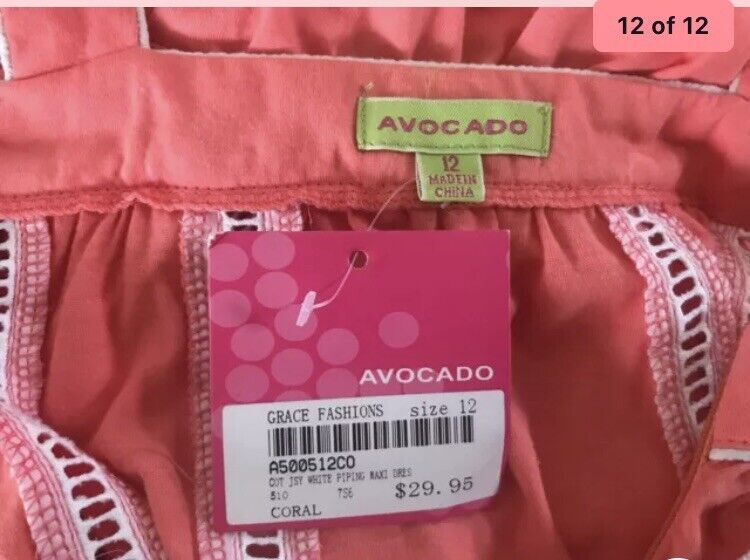 12 of 12
AVOCADO
12
MADE IN
CHINA
AVOCADO
GRACE FASHIONS size 12
A500512CO
COT JSY WHITE PIPING MAXI DRES
510 7S6 $29.95
CORAL